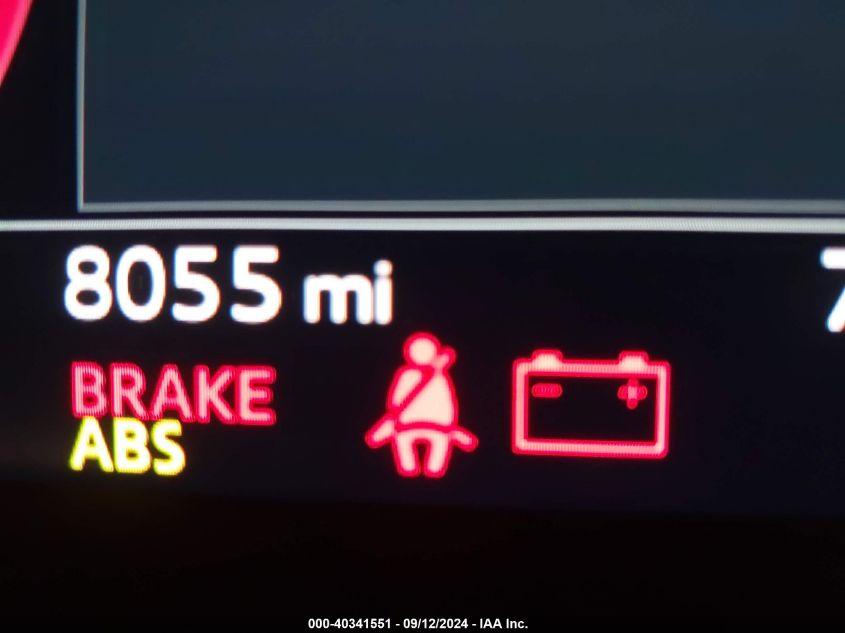 8055 mi
BRAKE
ABS
000-40341551 - 09/12/2024 - IAA Inc.